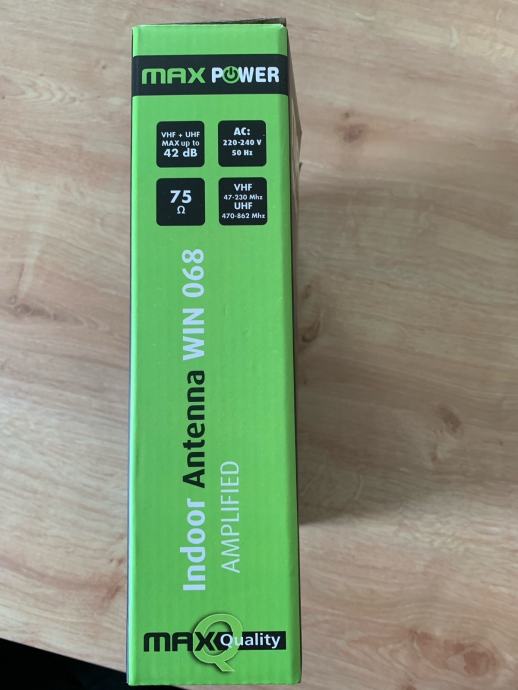 MAX POWER
VHF + UHF
MAX up to
42 dB
AC:
220-240 V
50 Hz
75
Ω
VHF
47-230 Mhz
UHF
470-862 Mhz
Indoor Antenna WIN 068
AMPLIFIED
MAXQ Quality